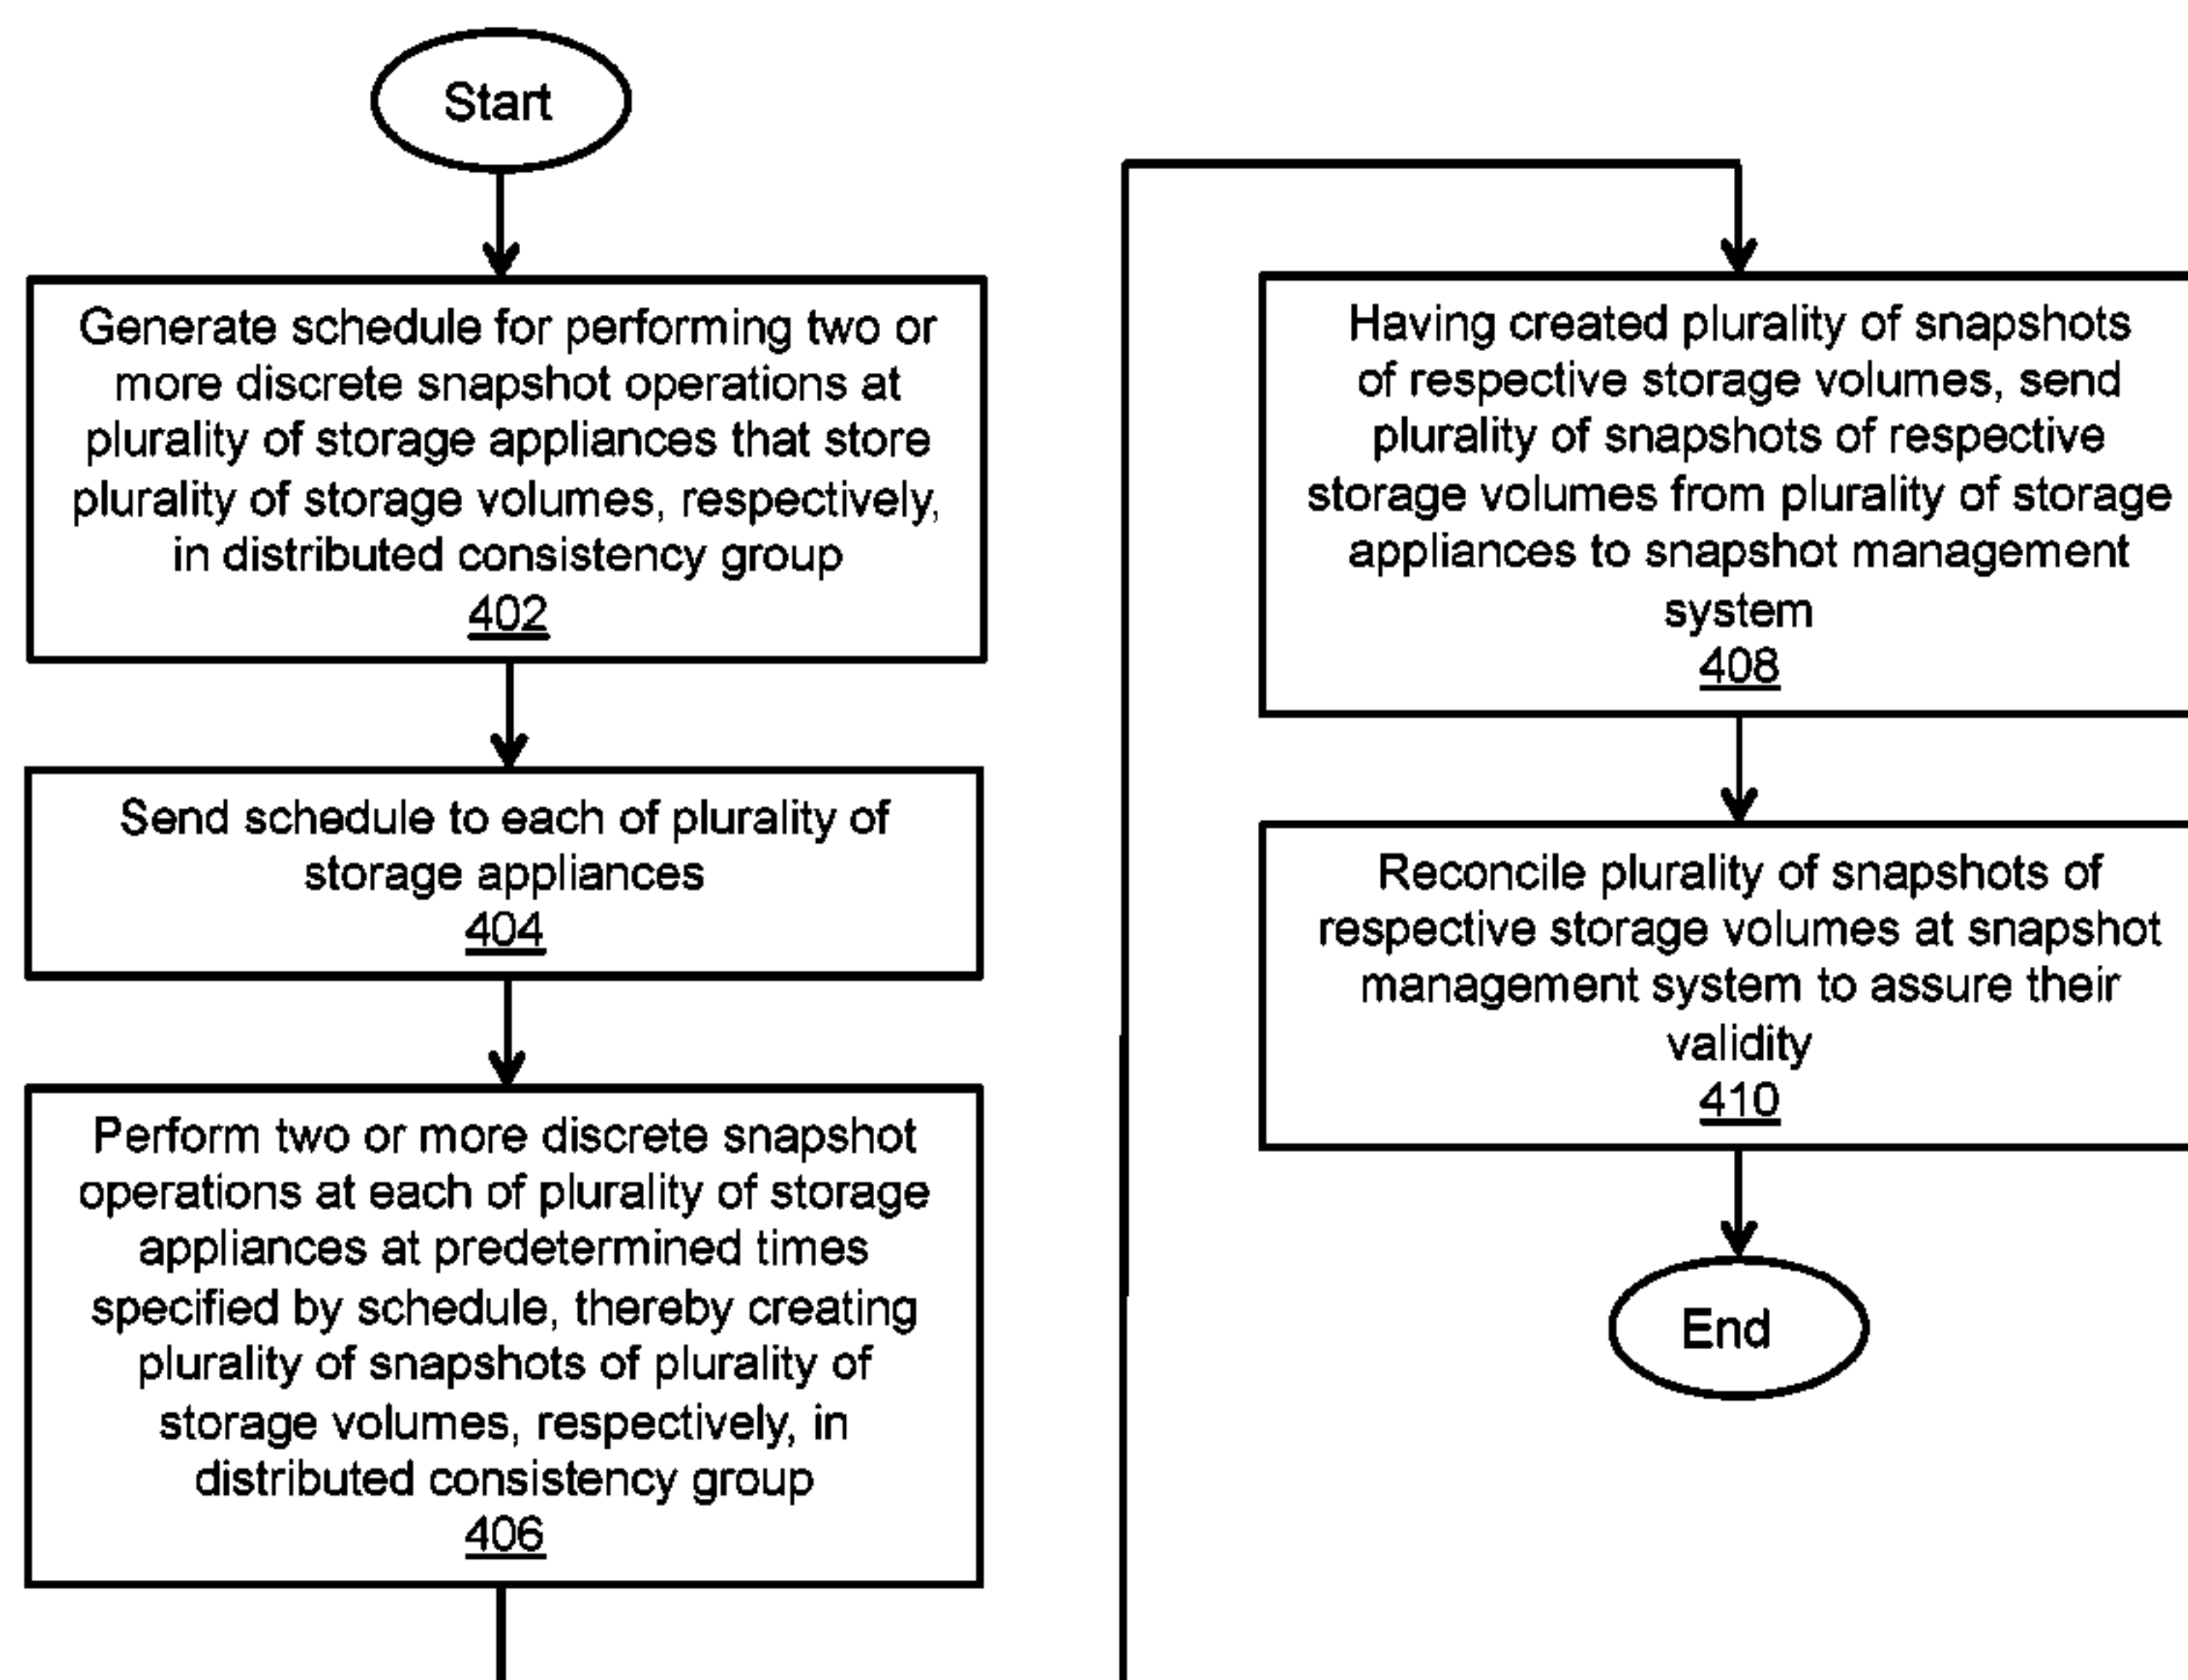 Start
Generate schedule for performing two or
more discrete snapshot operations at
plurality of storage appliances that store
plurality of storage volumes, respectively,
in distributed consistency group
402
Send schedule to each of plurality of
storage appliances
404
Perform two or more discrete snapshot
operations at each of plurality of storage
appliances at predetermined times
specified by schedule, thereby creating
plurality of snapshots of plurality of
storage volumes, respectively, in
distributed consistency group
406
Having created plurality of snapshots
of respective storage volumes, send
plurality of snapshots of respective
storage volumes from plurality of storage
appliances to snapshot management
system
408
Reconcile plurality of snapshots of
respective storage volumes at snapshot
management system to assure their
validity
410
End